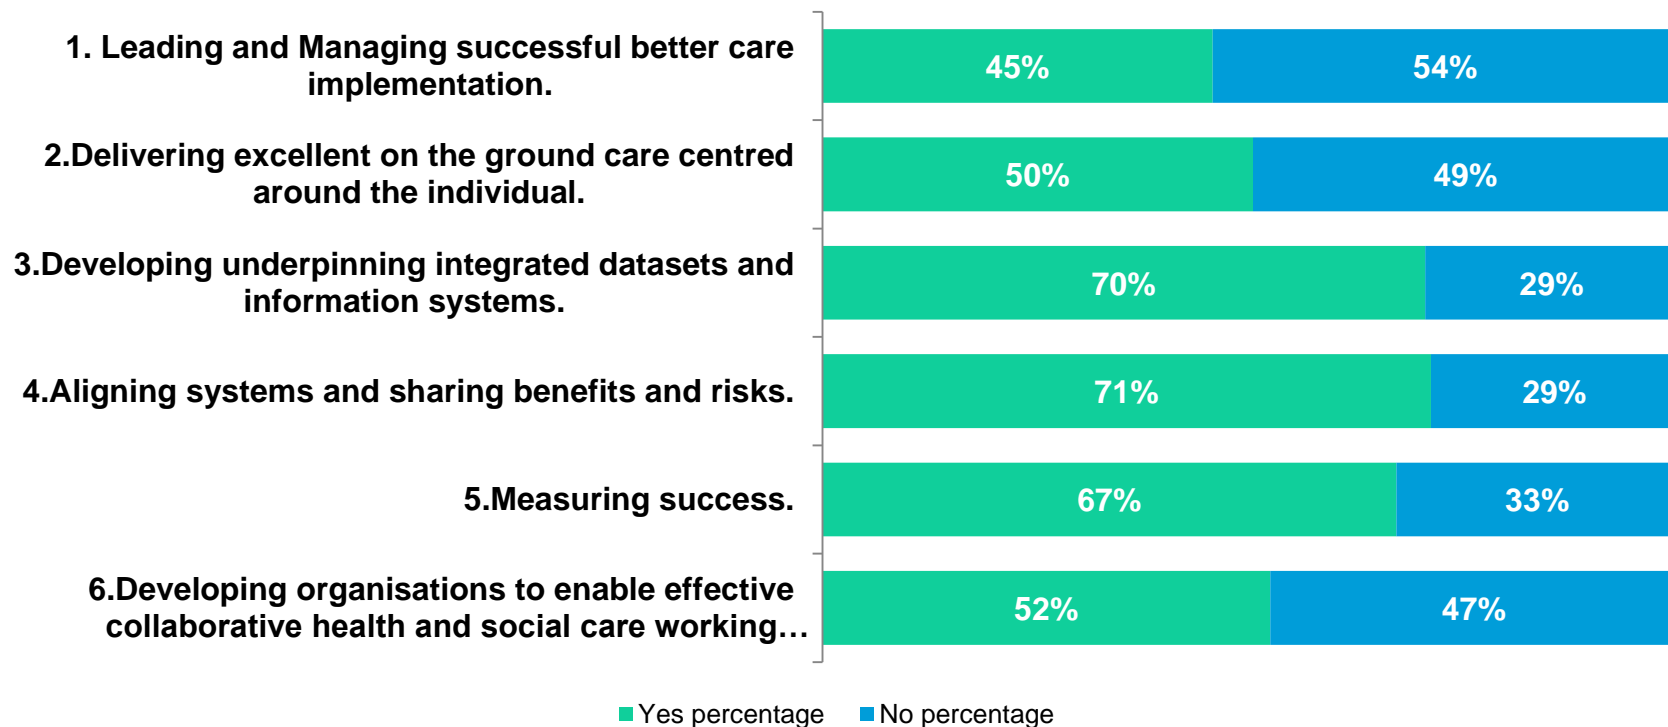 1. Leading and Managing successful better care
implementation.
45%
54%
2.Delivering excellent on the ground care centred
around the individual.
50%
49%
3.Developing underpinning integrated datasets and
information systems.
70%
29%
4.Aligning systems and sharing benefits and risks.
71%
29%
5.Measuring success.
67%
33%
6.Developing organisations to enable effective
collaborative health and social care working…
52%
47%
Yes percentage
No percentage